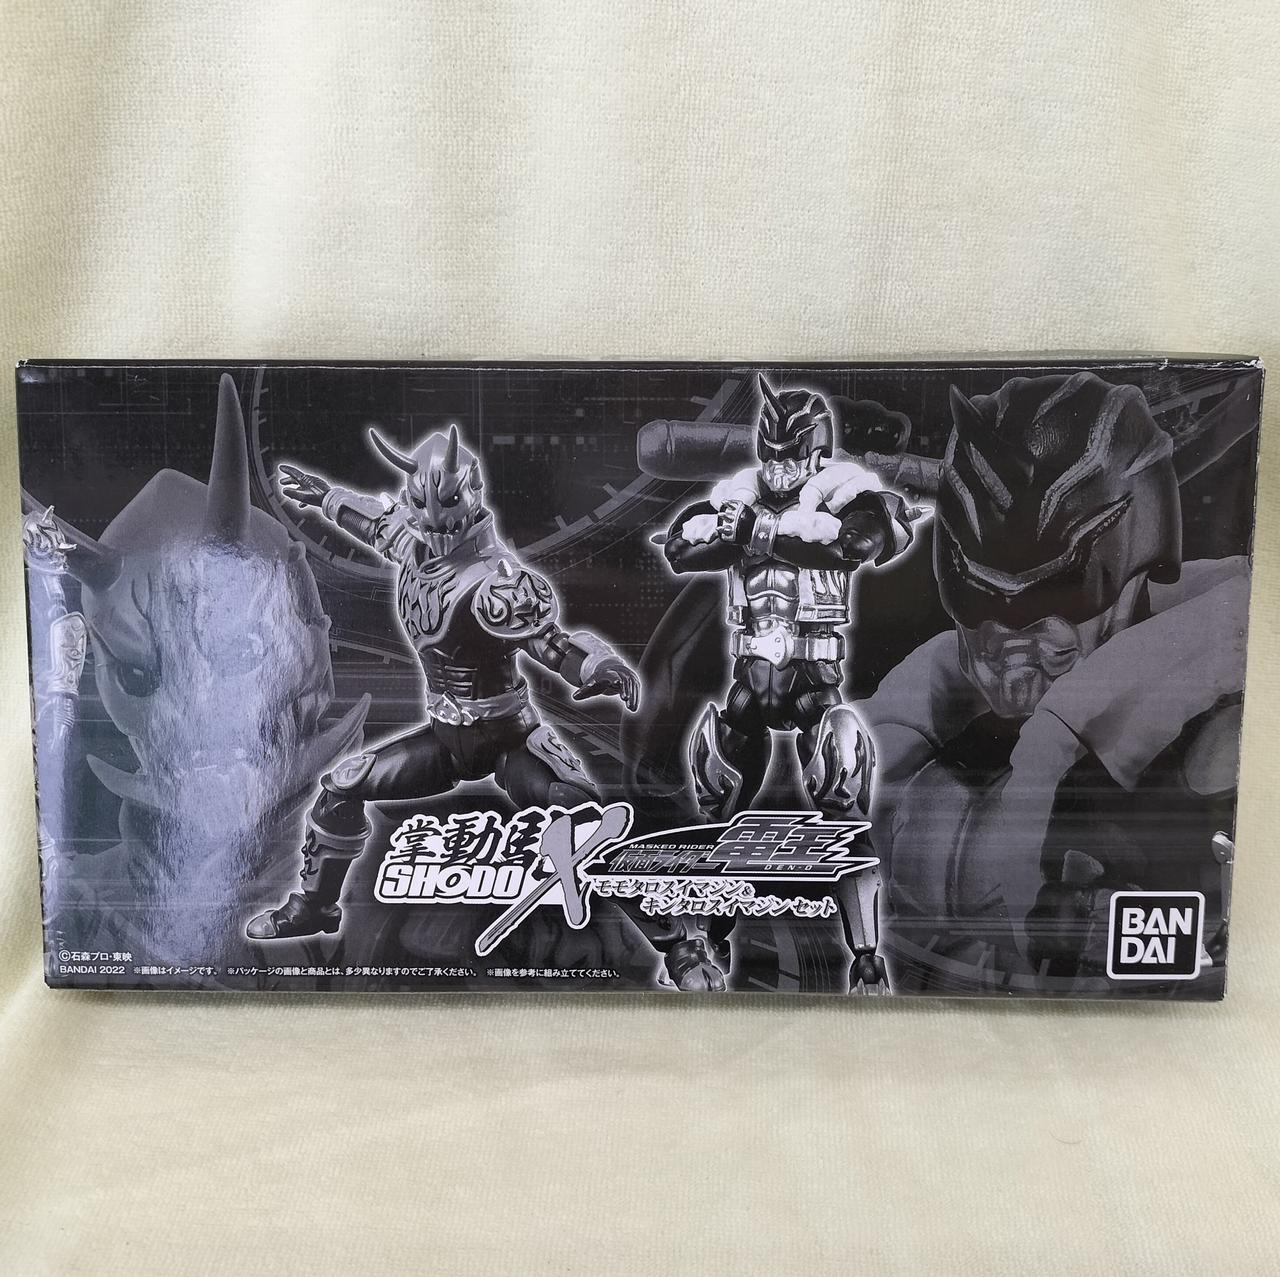 掌動駆
SHODO X
MASKED RIDER
仮面ライダー電王
DEN-O
モモタロスイマジン&
キンタロスイマジンセット
BAN
DAI
©石森プロ・東映
BANDAI 2022 ※画像はイメージです。 ※パッケージの画像と商品とは、多少異なりますのでご了承ください。 ※画像を参考に組み立ててください。